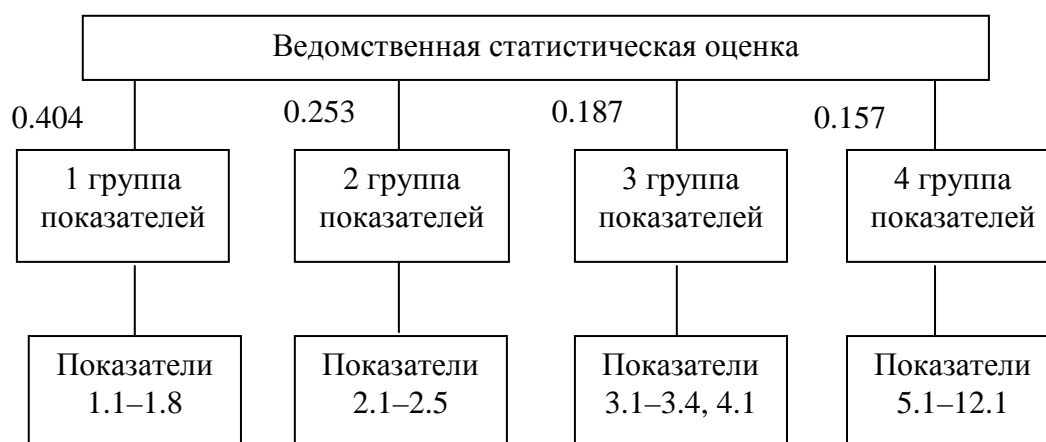 Ведомственная статистическая оценка
0.404
0.253
0.187
0.157
1 группа
показателей
2 группа
показателей
3 группа
показателей
4 группа
показателей
Показатели
1.1–1.8
Показатели
2.1–2.5
Показатели
3.1–3.4, 4.1
Показатели
5.1–12.1